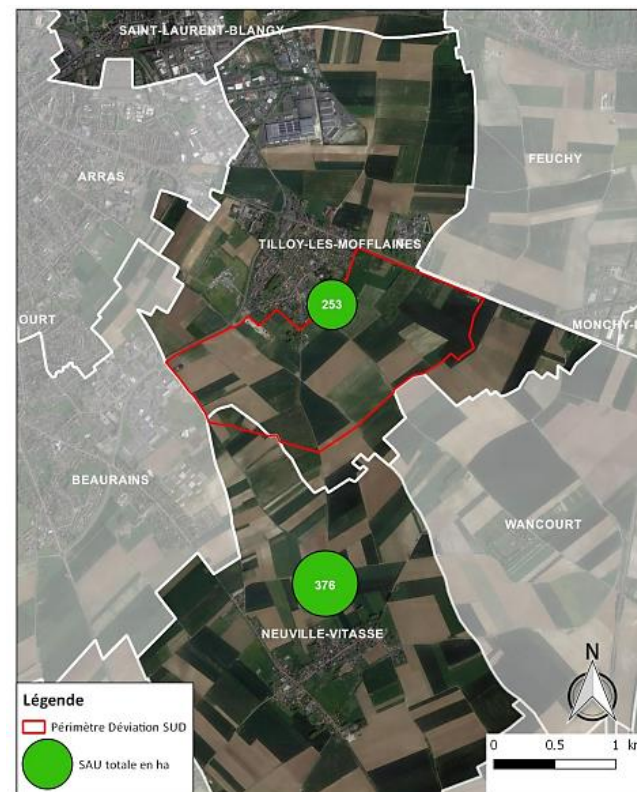 SAINT-LAURENT-BLANGY
ARRAS
FEUCHY
TILLOY-LES-MOFFLAINES
253
OURT
MONCHY-
BEAURAINS
WANCOURT
376
NEUVILLE-VITASSE
N
Légende
Périmètre Déviation SUD
SAU totale en ha
0 0.5 1 k